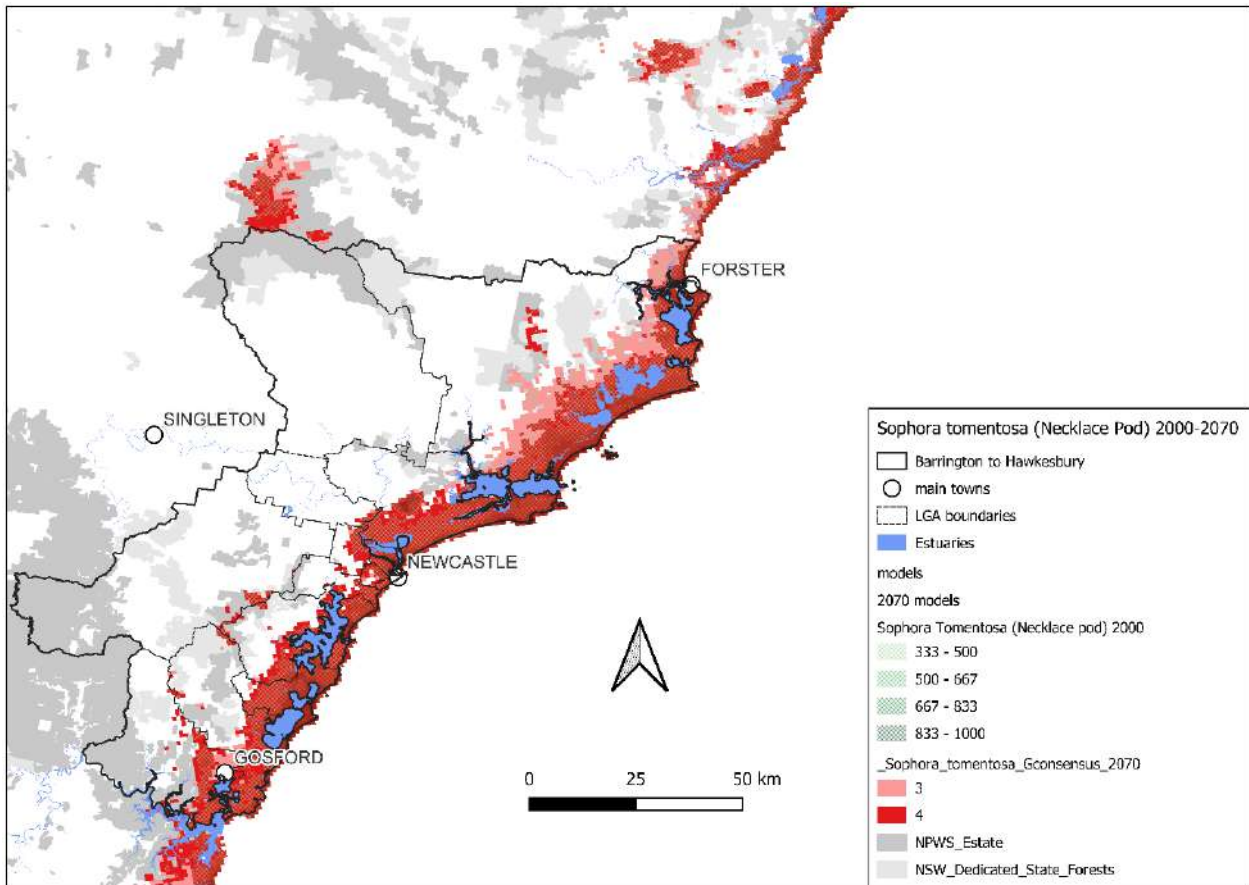 FORSTER
SINGLETON
NEWCASTLE
GOSFORD
0 25 50 km
Sophora tomentosa (Necklace Pod) 2000-2070
Barrington to Hawkesbury
main towns
LGA boundaries
Estuaries
models
2070 models
Sophora Tomentosa (Necklace pod) 2000
333 - 500
500 - 667
667 - 833
833 - 1000
_Sophora_tomentosa_Gconsensus_2070
3
4
NPWS_Estate
NSW_Dedicated_State_Forests